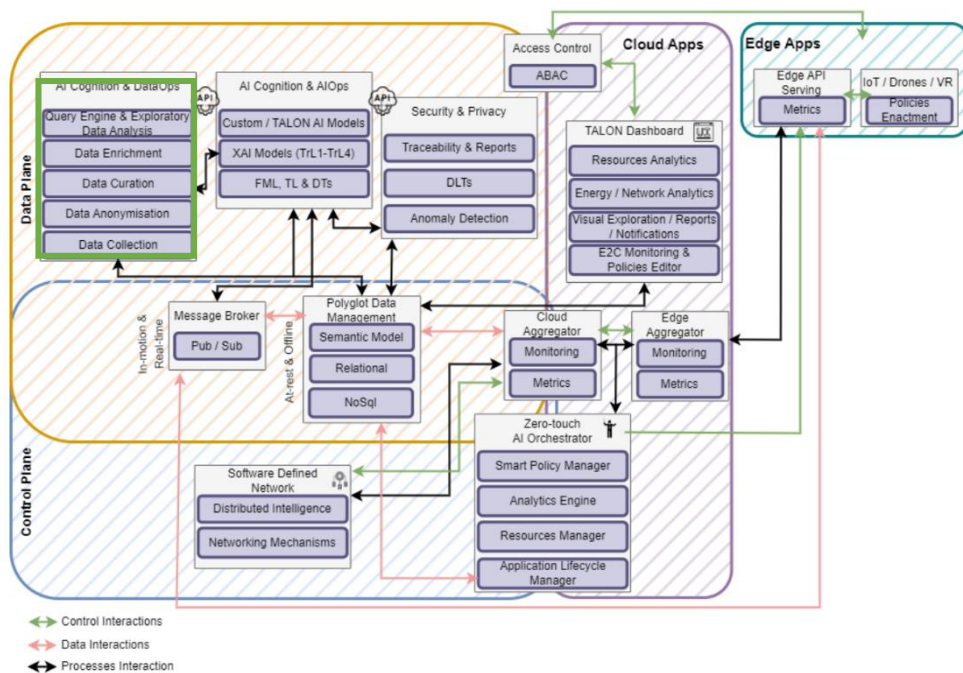 Access Control
ABAC
Cloud Apps
Edge Apps
Edge API
Serving
Metrics
IoT / Drones / VR
Policies
Enactment
Data Plane
AI Cognition & DataOps
Query Engine & Exploratory
Data Analysis
Data Enrichment
Data Curation
Data Anonymisation
Data Collection
API
AI Cognition & AIOps
Custom / TALON AI Models
XAI Models (TrL1-TrL4)
FML, TL & DTs
API
Security & Privacy
Traceability & Reports
DLTs
Anomaly Detection
TALON Dashboard
UX
Resources Analytics
Energy / Network Analytics
Visual Exploration / Reports
/ Notifications
E2C Monitoring &
Policies Editor
In-motion &
Real-time
Message Broker
Pub / Sub
At-rest & Offline
Polyglot Data
Management
Semantic Model
Relational
NoSql
Cloud
Aggregator
Monitoring
Metrics
Edge
Aggregator
Monitoring
Metrics
Control Plane
Software Defined
Network
Distributed Intelligence
Networking Mechanisms
Zero-touch
AI Orchestrator
Smart Policy Manager
Analytics Engine
Resources Manager
Application Lifecycle
Manager
Control Interactions
Data Interactions
Processes Interaction